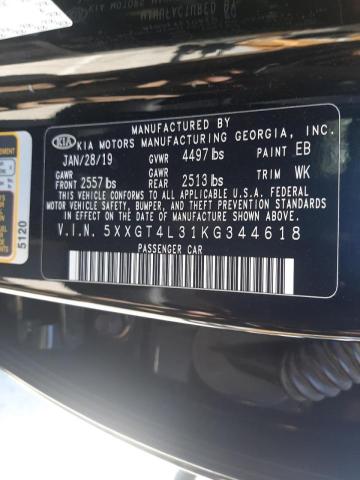 MANUFACTURED BY
KIA KIA MOTORS MANUFACTURING GEORGIA, INC.
JAN/28/19 GVWR 4497 lbs PAINT EB
GAWR FRONT 2557 lbs GAWR REAR 2513 lbs TRIM WK
THIS VEHICLE CONFORMS TO ALL APPLICABLE U.S.A. FEDERAL
MOTOR VEHICLE SAFETY, BUMPER, AND THEFT PREVENTION
STANDARDS IN EFFECT ON THE DATE OF MANUFACTURE SHOWN ABOVE.
V.I.N. 5XXGT4L31KG344618
PASSENGER CAR
5120